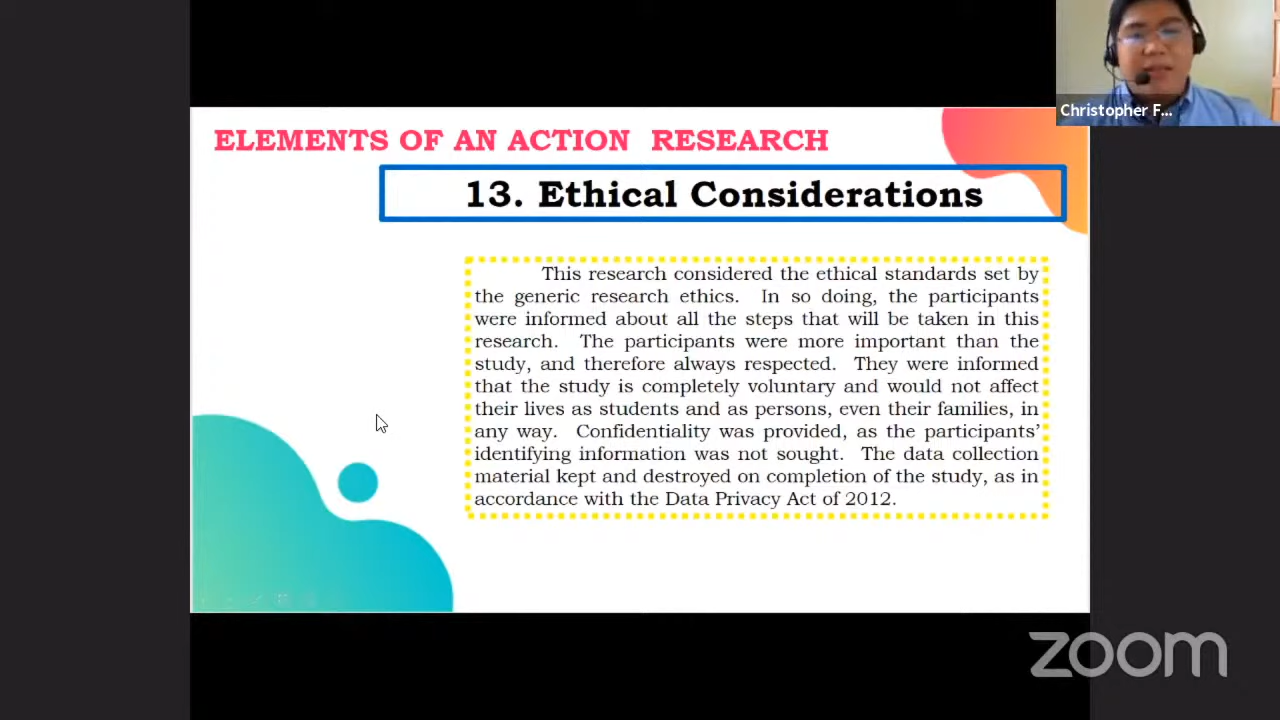 Christopher F...
ELEMENTS OF AN ACTION RESEARCH
13. Ethical Considerations
This research considered the ethical standards set by
the generic research ethics. In so doing, the participants
were informed about all the steps that will be taken in this
research. The participants were more important than the
study, and therefore always respected. They were informed
that the study is completely voluntary and would not affect
their lives as students and as persons, even their families, in
any way. Confidentiality was provided, as the participants’
identifying information was not sought. The data collection
material kept and destroyed on completion of the study, as in
accordance with the Data Privacy Act of 2012.
zoom